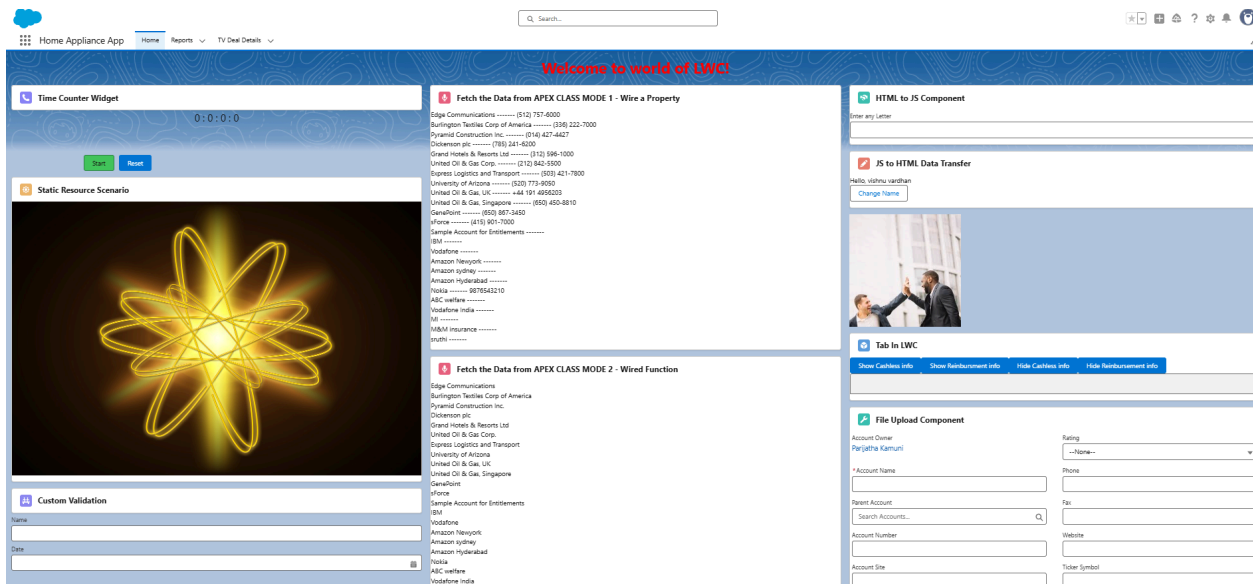 Search...
Home Appliance App
Home
Reports
TV Deal Details
Welcome to world of LWC!
Time Counter Widget
0:0:0:0
Start
Reset
Static Resource Scenario
Custom Validation
Name
Date
Fetch the Data from APEX CLASS MODE 1 - Wire a Property
Edge Communications ------- (512) 757-6000
Burlington Textiles Corp of America ------- (336) 222-7000
Pyramid Construction Inc. ------- (014) 427-4427
Dickenson plc ------- (785) 241-6200
Grand Hotels & Resorts Ltd ------- (312) 596-1000
United Oil & Gas Corp. ------- (212) 842-5500
Express Logistics and Transport ------- (503) 421-7800
University of Arizona ------- (520) 773-9050
United Oil & Gas, UK ------- +44 191 4956203
United Oil & Gas, Singapore ------- (650) 450-8810
GenePoint ------- (650) 867-3450
sForce ------- (415) 901-7000
Sample Account for Entitlements -------
IBM -------
Vodafone -------
Amazon Newyork -------
Amazon sydney -------
Amazon Hyderabad -------
Nokia ------- 9876543210
ABC welfare -------
Vodafone India -------
MI -------
M&M insurance -------
sruthi -------
Fetch the Data from APEX CLASS MODE 2 - Wired Function
Edge Communications
Burlington Textiles Corp of America
Pyramid Construction Inc.
Dickenson plc
Grand Hotels & Resorts Ltd
United Oil & Gas Corp.
Express Logistics and Transport
University of Arizona
United Oil & Gas, UK
United Oil & Gas, Singapore
GenePoint
sForce
Sample Account for Entitlements
IBM
Vodafone
Amazon Newyork
Amazon sydney
Amazon Hyderabad
Nokia
ABC welfare
Vodafone India
HTML to JS Component
Enter any Letter
JS to HTML Data Transfer
Hello, vishnu vardhan
Change Name
Tab In LWC
Show Cashless info
Show Reinbursment info
Hide Cashless info
Hide Reinbursement info
File Upload Component
Account Owner
Parijatha Kamuni
Rating
--None--
*Account Name
Phone
Parent Account
Search Accounts...
Fax
Account Number
Website
Account Site
Ticker Symbol